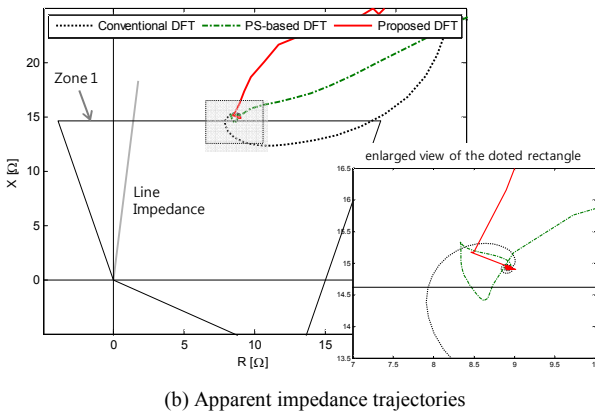 Conventional DFT PS-based DFT Proposed DFT
25
20
15
10
5
0
X [Ω]
Zone 1
Line
Impedance
0 5 10 15
R [Ω]
enlarged view of the doted rectangle
16.5
16
15.5
15
14.5
14
13.5
7 7.5 8 8.5 9 9.5 10
(b) Apparent impedance trajectories